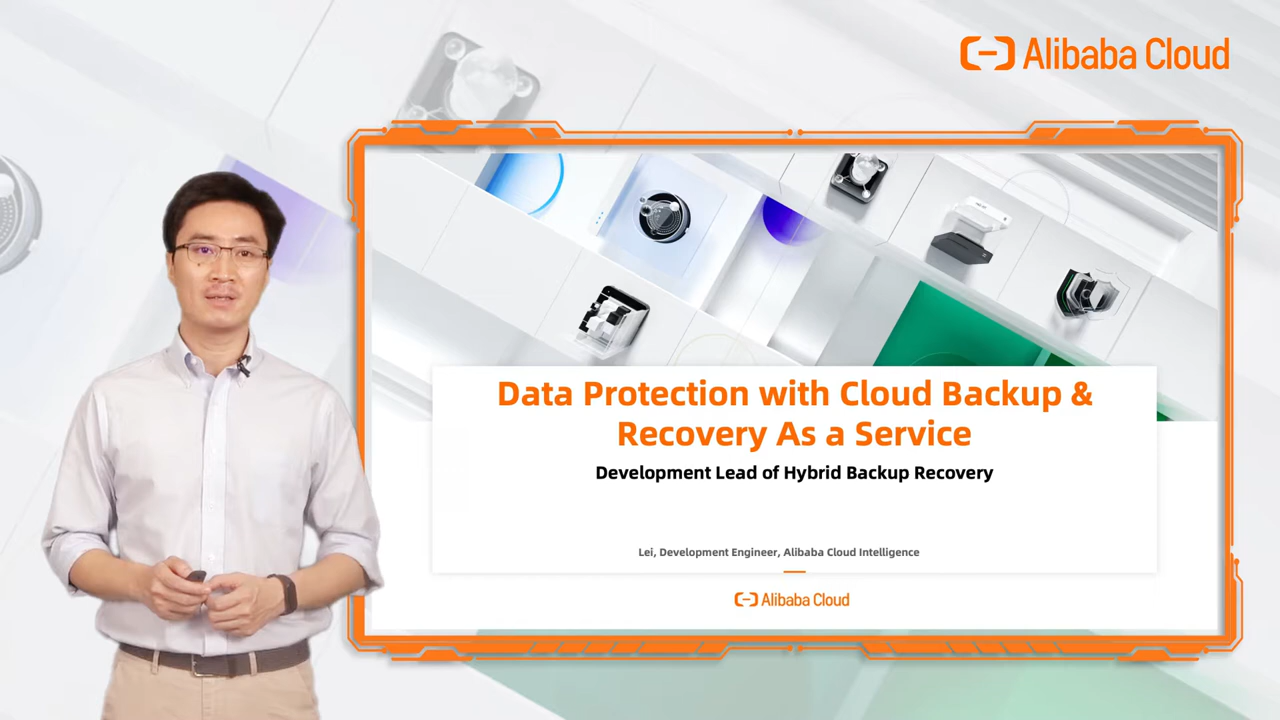 Alibaba Cloud
Data Protection with Cloud Backup &
Recovery As a Service
Development Lead of Hybrid Backup Recovery
Lei, Development Engineer, Alibaba Cloud Intelligence
Alibaba Cloud